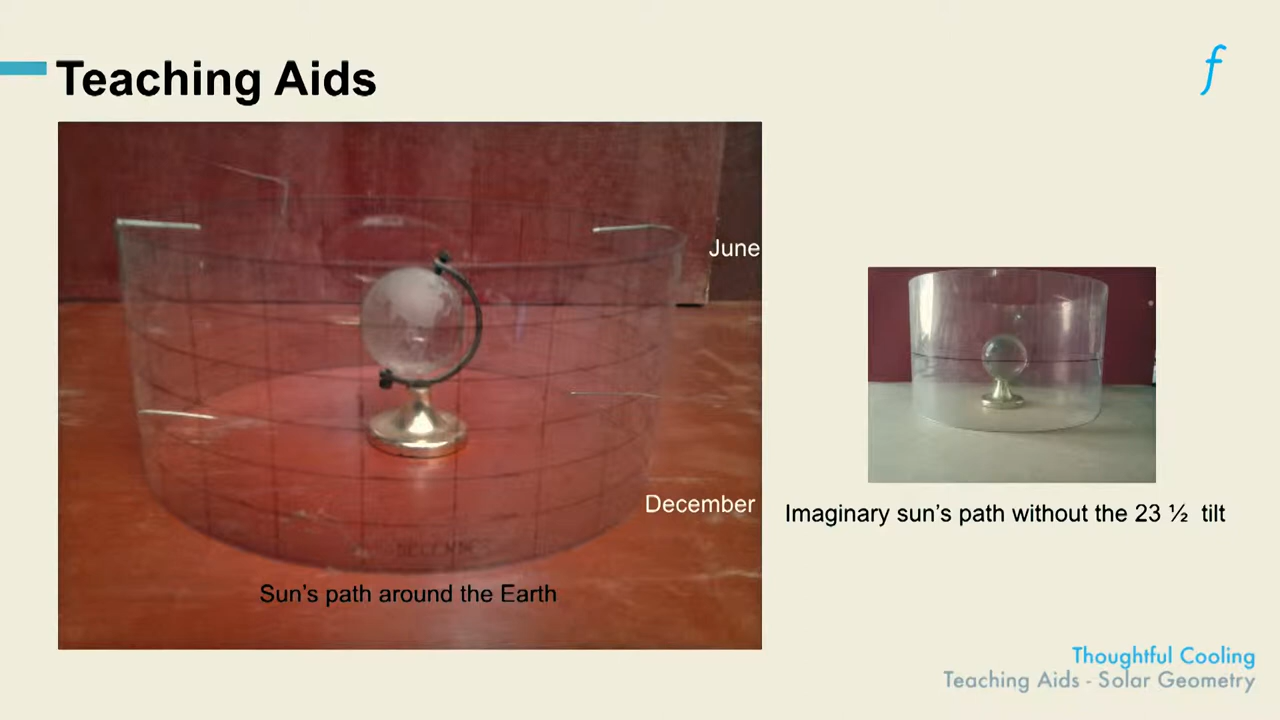 Teaching Aids
f
June
December
Imaginary sun's path without the 23 ½ tilt
Sun's path around the Earth
Thoughtful Cooling
Teaching Aids - Solar Geometry